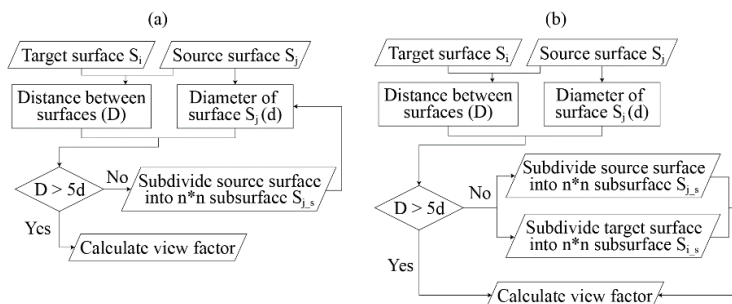 (a)
Target surface Si
Source surface Sj
Distance between
surfaces (D)
Diameter of
surface Sj (d)
D > 5d
No
Subdivide source surface
into n*n subsurface Sj_s
Yes
Calculate view factor
(b)
Target surface Si
Source surface Sj
Distance between
surfaces (D)
Diameter of
surface Sj (d)
D > 5d
No
Subdivide source surface
into n*n subsurface Sj_s
Subdivide target surface
into n*n subsurface Si_s
Yes
Calculate view factor